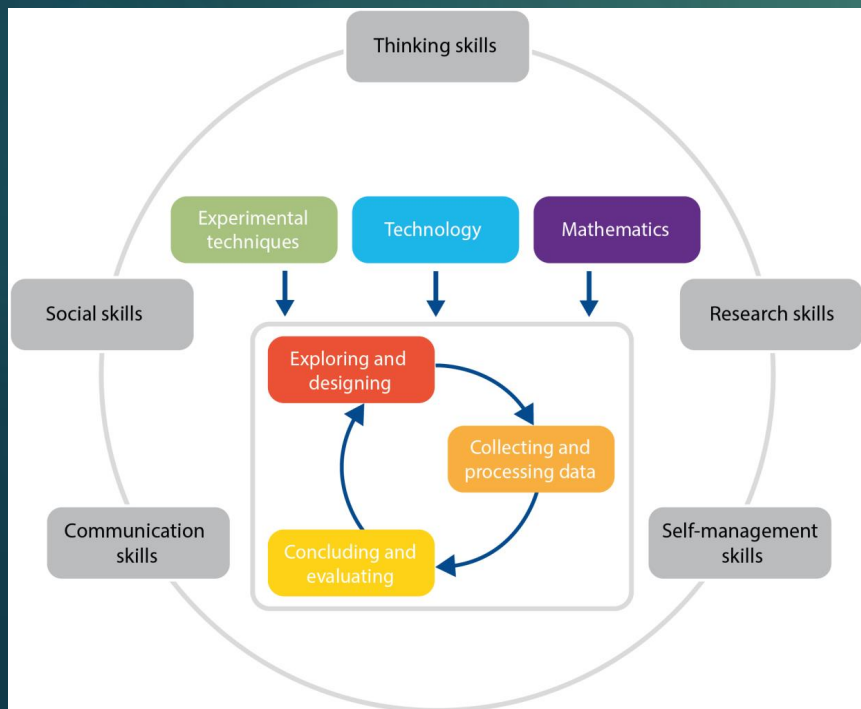 Thinking skills
Experimental
techniques
Technology
Mathematics
Social skills
Research skills
Exploring and
designing
Collecting and
processing data
Communication
skills
Self-management
skills
Concluding and
evaluating